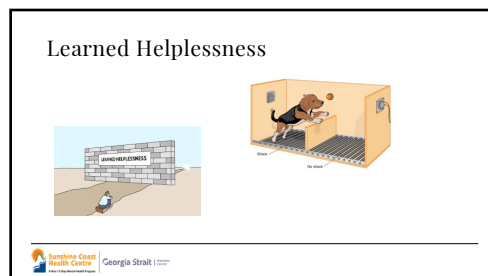 Learned Helplessness
Shock
No shock
LEARNED HELPLESSNESS
Sunshine Coast
Health Centre
Georgia Strait